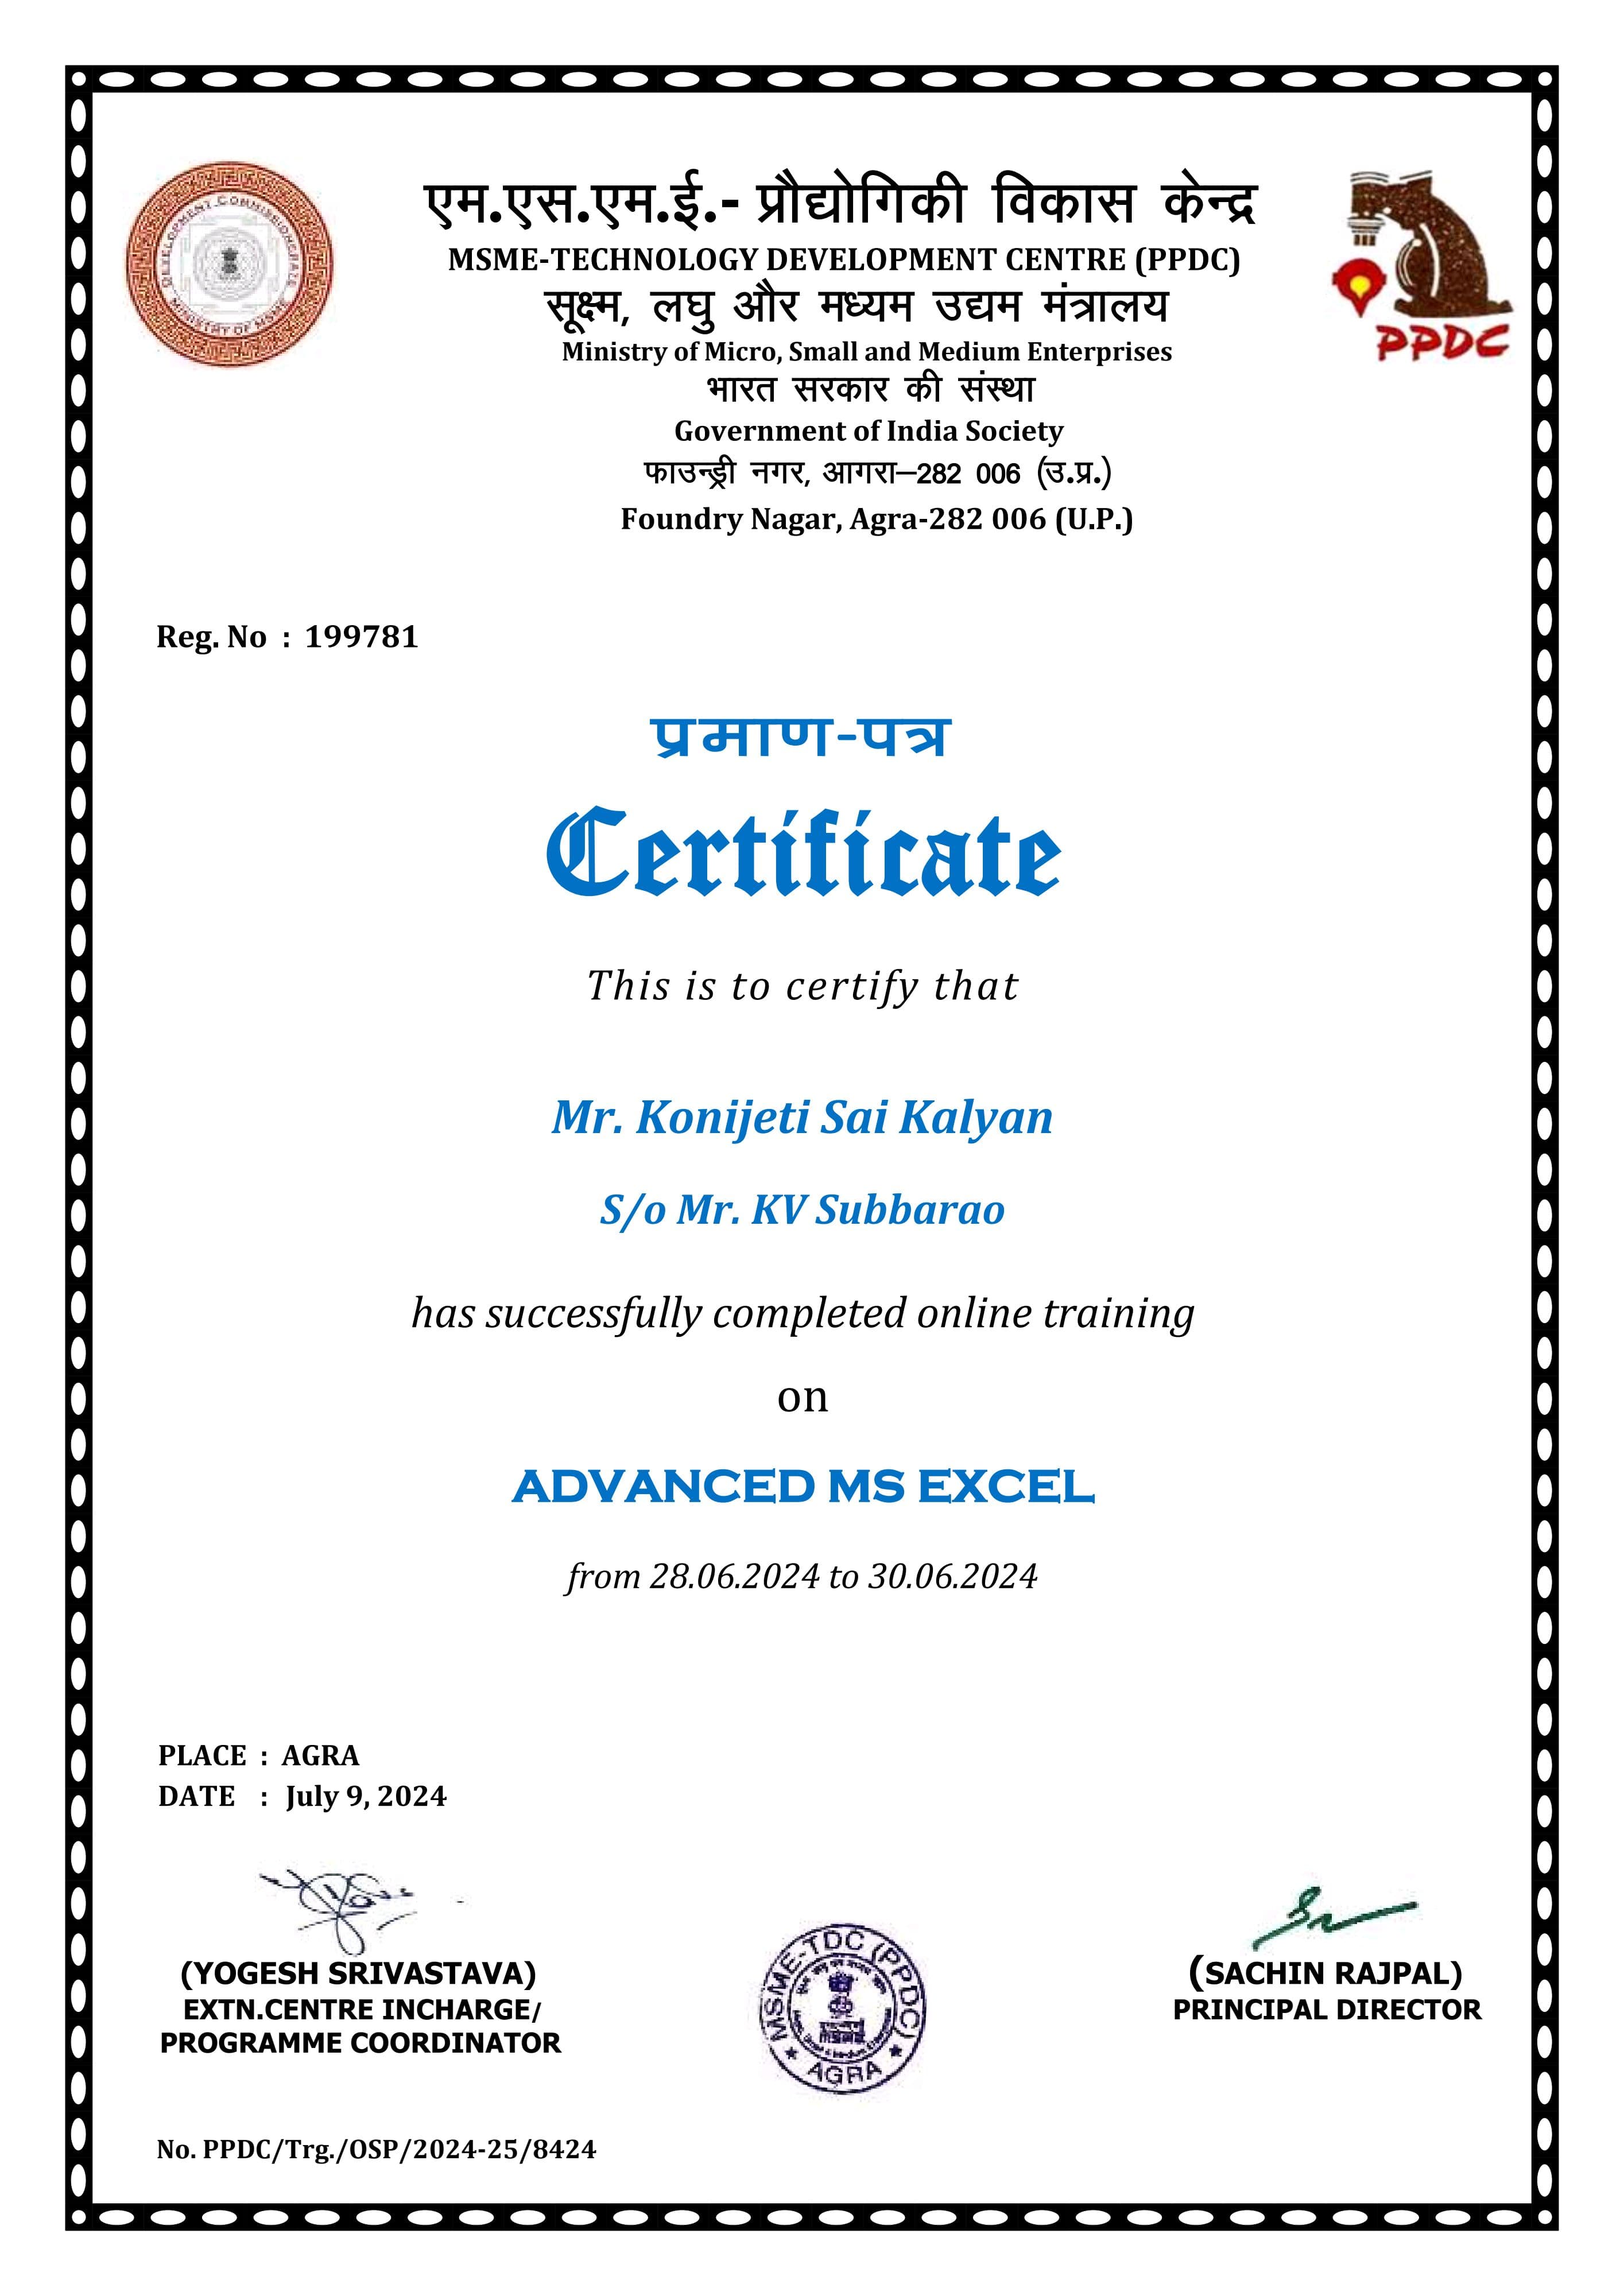 एम.एस.एम.ई.- प्रौद्योगिकी विकास केन्द्र
MSME-TECHNOLOGY DEVELOPMENT CENTRE (PPDC)
सूक्ष्म, लघु और मध्यम उद्यम मंत्रालय
Ministry of Micro, Small and Medium Enterprises
भारत सरकार की संस्था
Government of India Society
फाउन्ड्री नगर, आगरा–282 006 (उ.प्र.)
Foundry Nagar, Agra-282 006 (U.P.)
DEVELOPMENT COMMISSIONERATE
MINISTRY OF MSME
PPDC
Reg. No : 199781
प्रमाण-पत्र
Certificate
This is to certify that
Mr. Konijeti Sai Kalyan
S/o Mr. KV Subbarao
has successfully completed online training
on
ADVANCED MS EXCEL
from 28.06.2024 to 30.06.2024
PLACE : AGRA
DATE : July 9, 2024
(YOGESH SRIVASTAVA)
EXTN.CENTRE INCHARGE/
PROGRAMME COORDINATOR
MSME-TDC (PPDC)
★ AGRA ★
(SACHIN RAJPAL)
PRINCIPAL DIRECTOR
No. PPDC/Trg./OSP/2024-25/8424